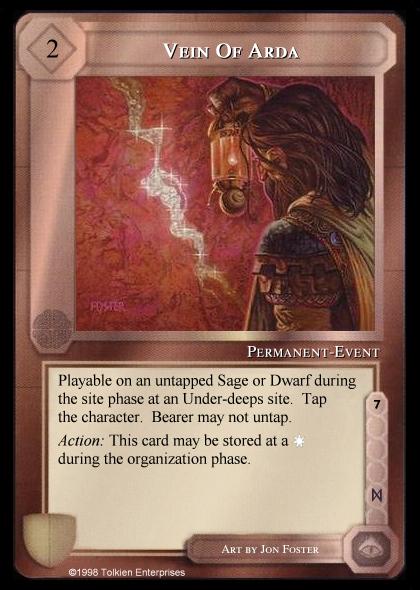 2
VEIN OF ARDA
FOSTER
PERMANENT-EVENT
Playable on an untapped Sage or Dwarf during
the site phase at an Under-deeps site. Tap
the character. Bearer may not untap.
Action: This card may be stored at a
during the organization phase.
7
ᛞ
ART BY JON FOSTER
©1998 Tolkien Enterprises